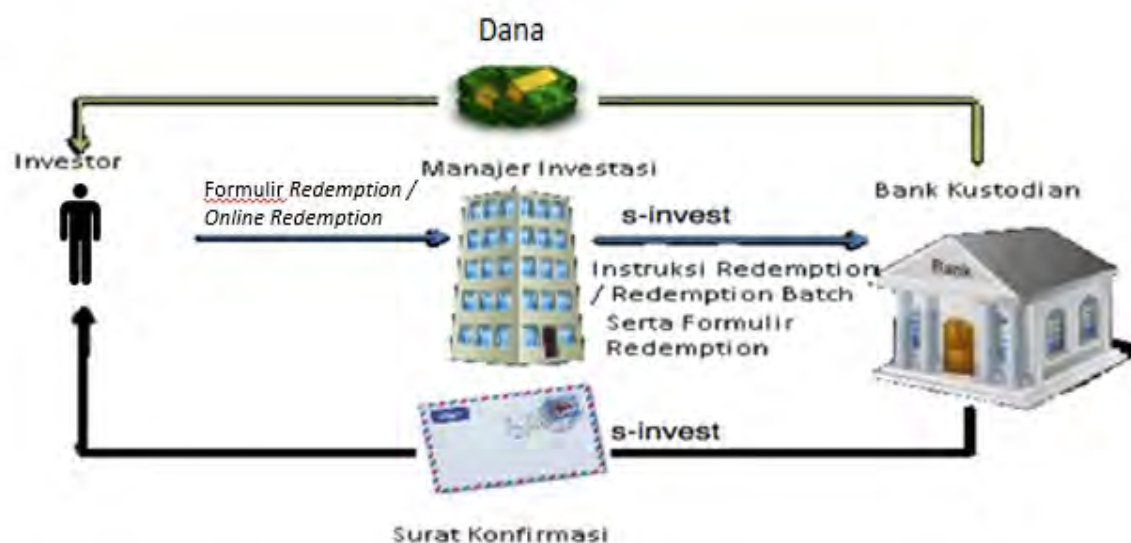 Dana
Investor
Manajer Investasi
Bank Kustodian
Formulir Redemption /
Online Redemption
s-invest
Instruksi Redemption
/ Redemption Batch
Serta Formulir
Redemption
Bank
s-invest
Surat Konfirmasi